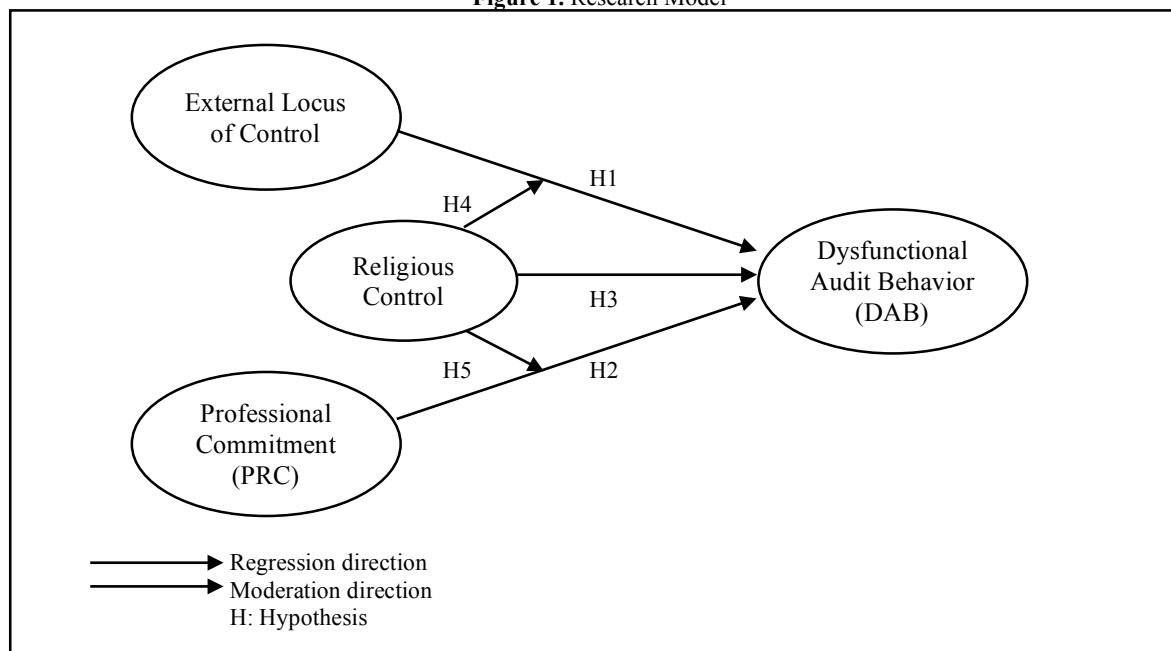 Figure 1. Research Model
External Locus
of Control
H1
H4
Religious
Control
H3
Dysfunctional
Audit Behavior
(DAB)
H5
H2
Professional
Commitment
(PRC)
Regression direction
Moderation direction
H: Hypothesis